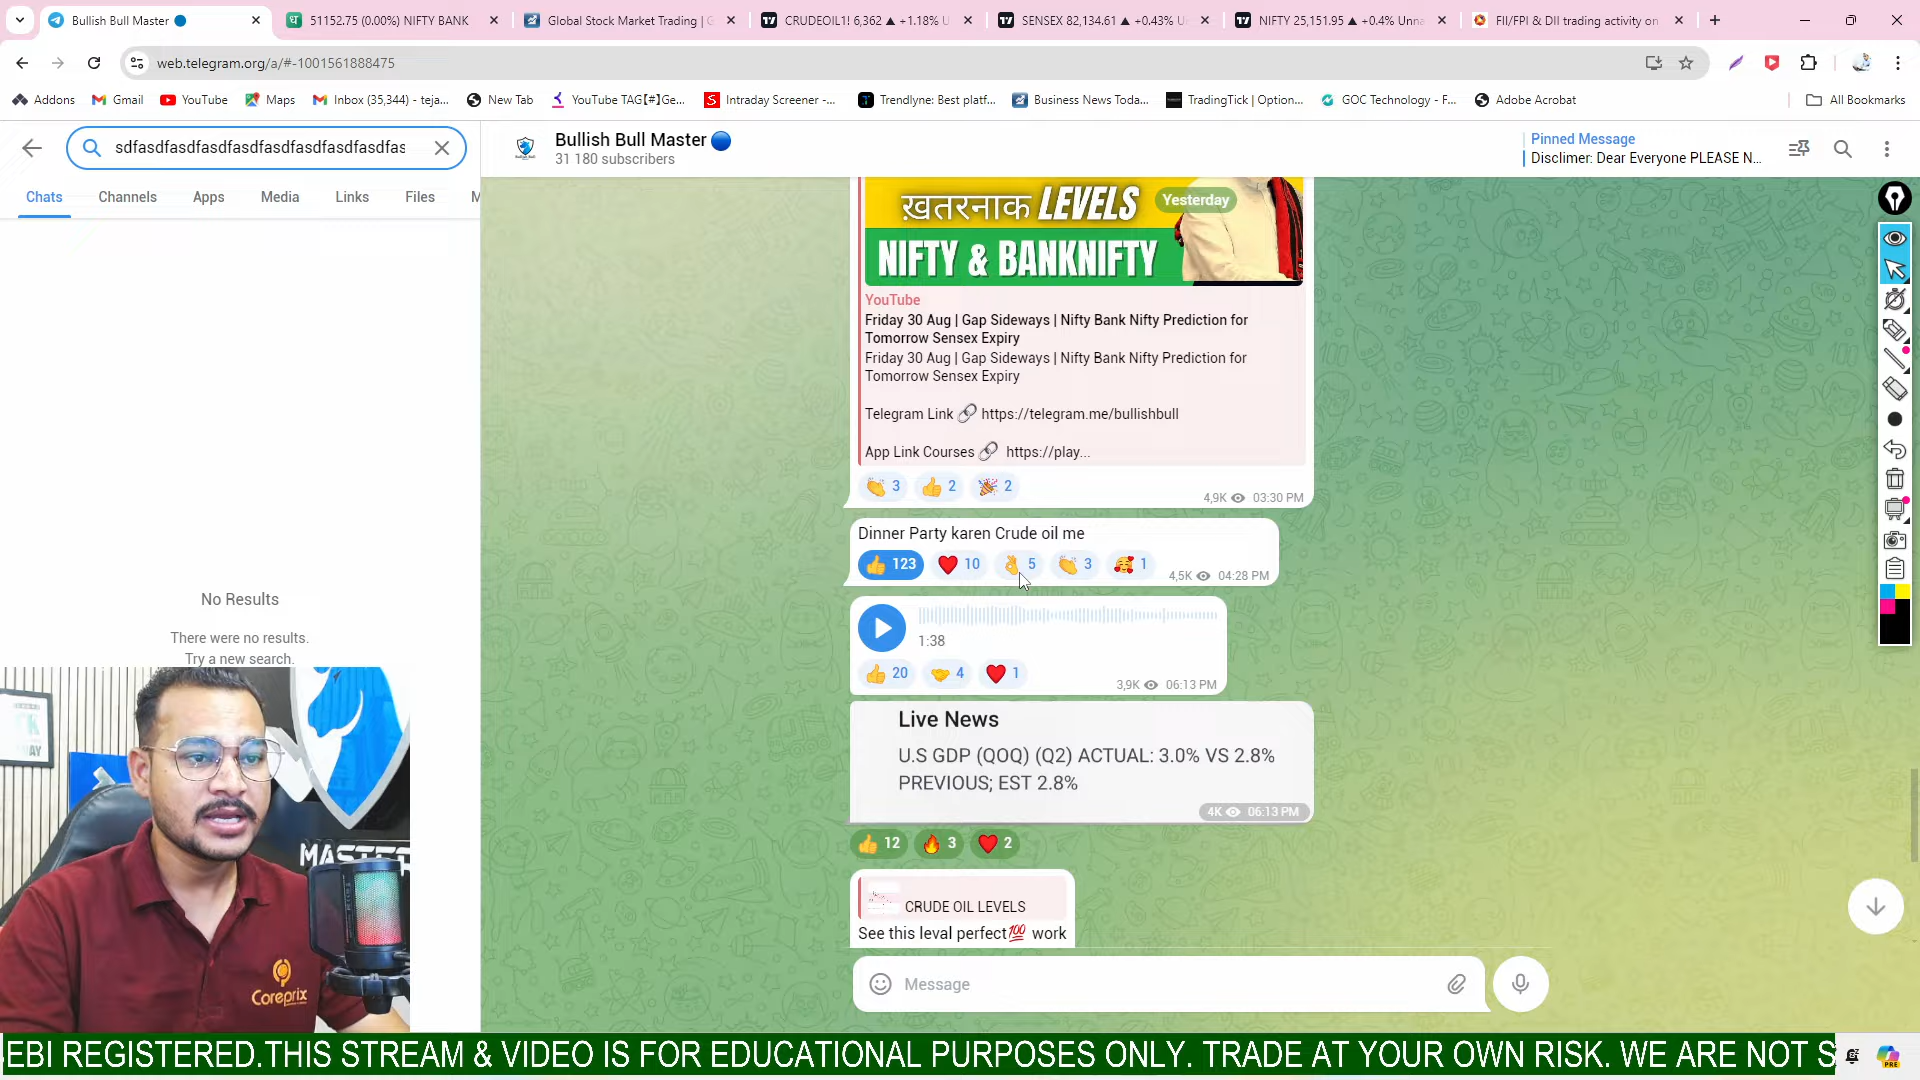 Bullish Bull Master
51152.75 (0.00%) NIFTY BANK
Global Stock Market Trading | G
CRUDEOIL1! 6,362 ▲ +1.18% U
SENSEX 82,134.61 ▲ +0.43% U
NIFTY 25,151.95 ▲ +0.4% Unna
FII/FPI & DII trading activity on
web.telegram.org/a/#-1001561888475
Addons
Gmail
YouTube
Maps
Inbox (35,344) - teja...
New Tab
YouTube TAG【#】Ge...
Intraday Screener -...
Trendlyne: Best platf...
Business News Toda...
TradingTick | Option...
GOC Technology - F...
Adobe Acrobat
All Bookmarks
sdfasdfasdfasdfasdfasdfasdfasdfasdfas
Chats
Channels
Apps
Media
Links
Files
M
No Results
There were no results.
Try a new search.
Bullish Bull Master
31 180 subscribers
Pinned Message
Disclimer: Dear Everyone PLEASE N...
Yesterday
ख़तरनाक LEVELS
NIFTY & BANKNIFTY
YouTube
Friday 30 Aug | Gap Sideways | Nifty Bank Nifty Prediction for
Tomorrow Sensex Expiry
Friday 30 Aug | Gap Sideways | Nifty Bank Nifty Prediction for
Tomorrow Sensex Expiry
Telegram Link 🔗 https://telegram.me/bullishbull
App Link Courses 🔗 https://play...
👏 3 👍 2 🎉 2
4,9K 03:30 PM
Dinner Party karen Crude oil me
👍 123 ❤️ 10 👌 5 👏 3 🥰 1
4,5K 04:28 PM
1:38
👍 20 🤝 4 ❤️ 1
3,9K 06:13 PM
Live News
U.S GDP (QOQ) (Q2) ACTUAL: 3.0% VS 2.8%
PREVIOUS; EST 2.8%
4K 06:13 PM
👍 12 🔥 3 ❤️ 2
CRUDE OIL LEVELS
See this leval perfect💯 work
Message
MASTER
Coreprix
EBI REGISTERED.THIS STREAM & VIDEO IS FOR EDUCATIONAL PURPOSES ONLY. TRADE AT YOUR OWN RISK. WE ARE NOT S